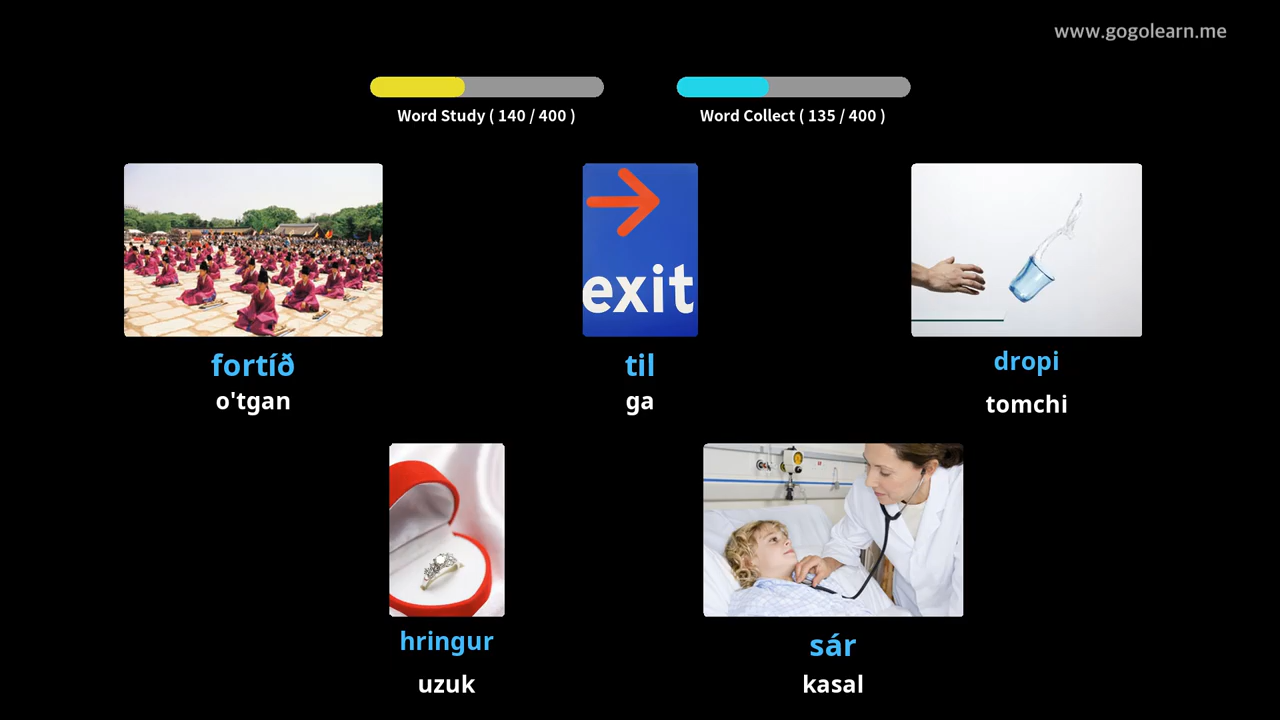 www.gogolearn.me
Word Study ( 140 / 400 )
Word Collect ( 135 / 400 )
exit
fortíð
o'tgan
til
ga
dropi
tomchi
hringur
uzuk
sár
kasal